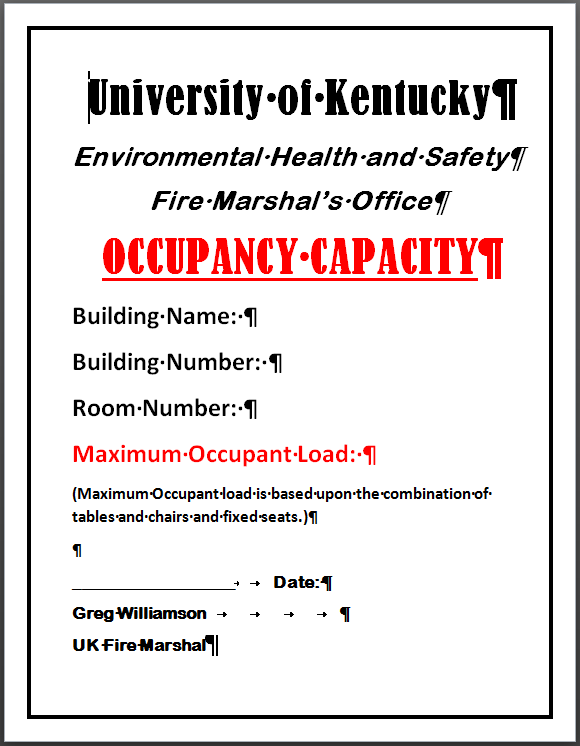 University·of·Kentucky¶
Environmental·Health·and·Safety¶
Fire·Marshal’s·Office¶
OCCUPANCY·CAPACITY¶
Building·Name:·¶
Building·Number:·¶
Room·Number:·¶
Maximum·Occupant·Load:·¶
(Maximum·Occupant·load·is·based·upon·the·combination·of·
tables·and·chairs·and·fixed·seats.)¶
¶
___________________→ → Date:¶
Greg·Williamson → → → → ¶
UK·Fire·Marshal¶